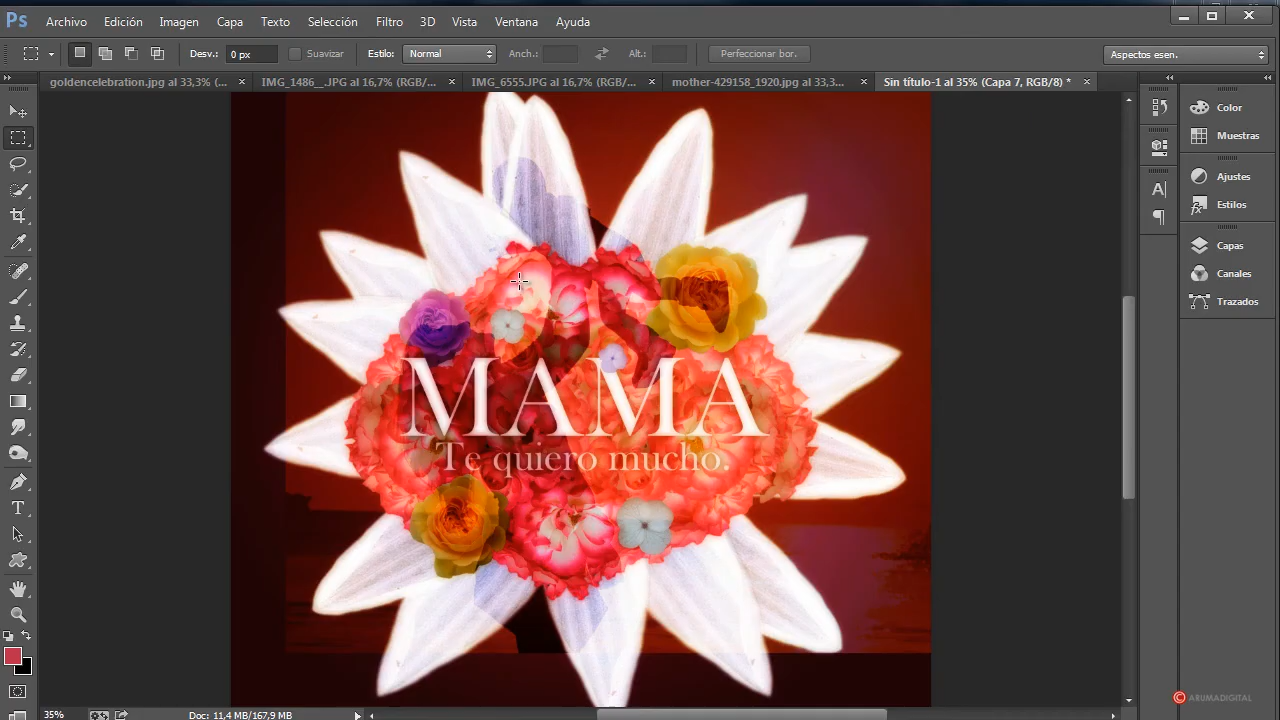 Ps Archivo Edición Imagen Capa Texto Selección Filtro 3D Vista Ventana Ayuda
Desv.: 0 px Suavizar Estilo: Normal Anch.: Alt.: Perfeccionar bor. Aspectos esen.
goldencelebration.jpg al 33,3% (... × IMG_1486__.JPG al 16,7% (RGB/... × IMG_6555.JPG al 16,7% (RGB/... × mother-429158_1920.jpg al 33,3... × Sin título-1 al 35% (Capa 7, RGB/8) * ×
Color
Muestras
Ajustes
Estilos
Capas
Canales
Trazados
MAMA
Te quiero mucho.
© ARUMADIGITAL
35% Doc: 11,4 MB/167,9 MB